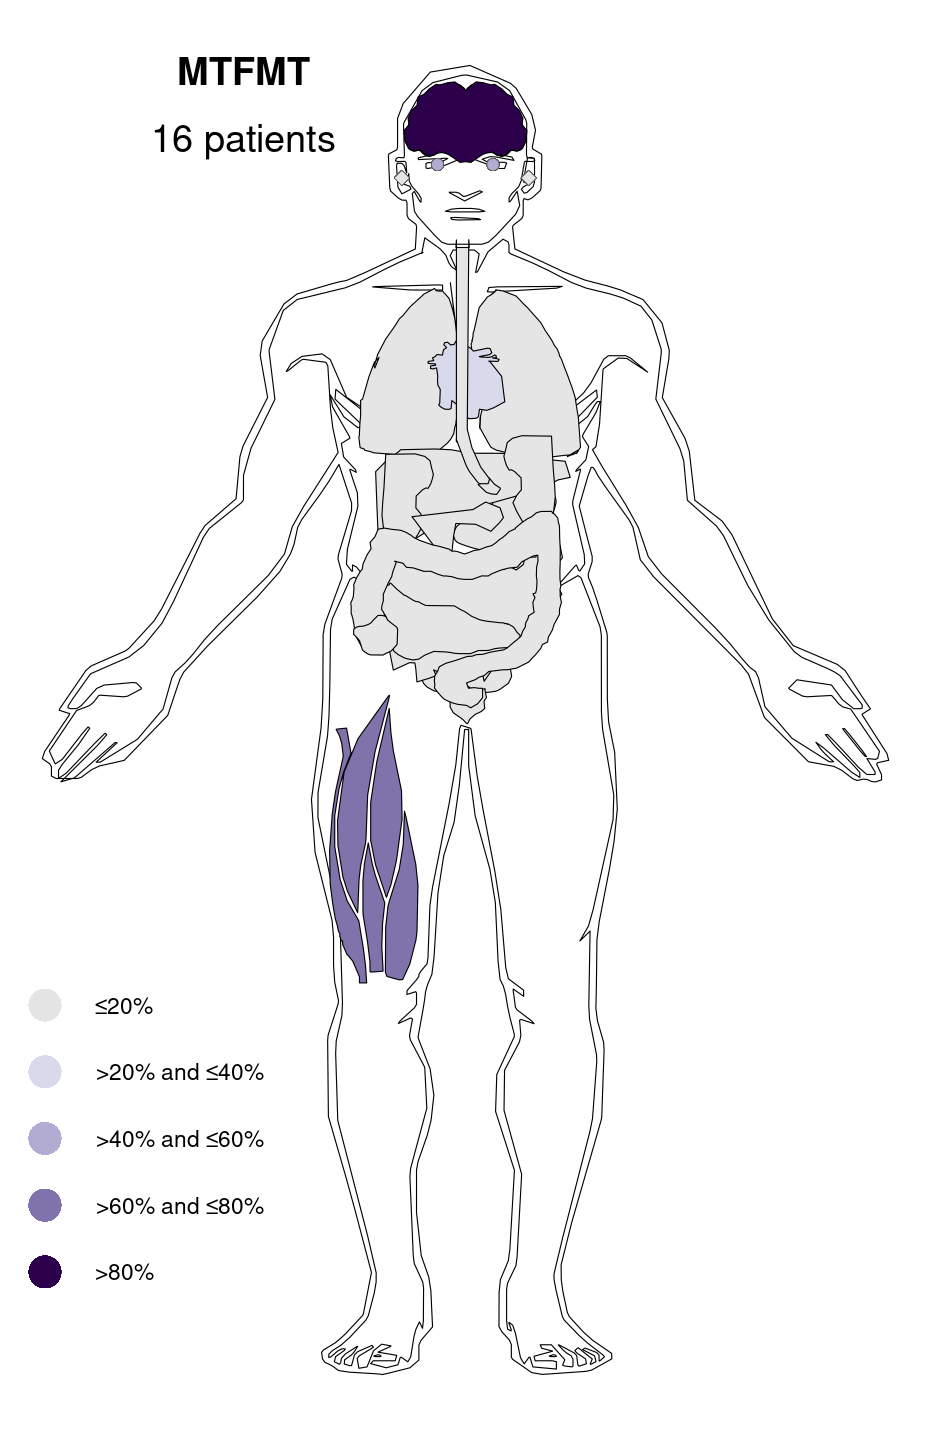 MTFMT
16 patients
≤20%
>20% and ≤40%
>40% and ≤60%
>60% and ≤80%
>80%